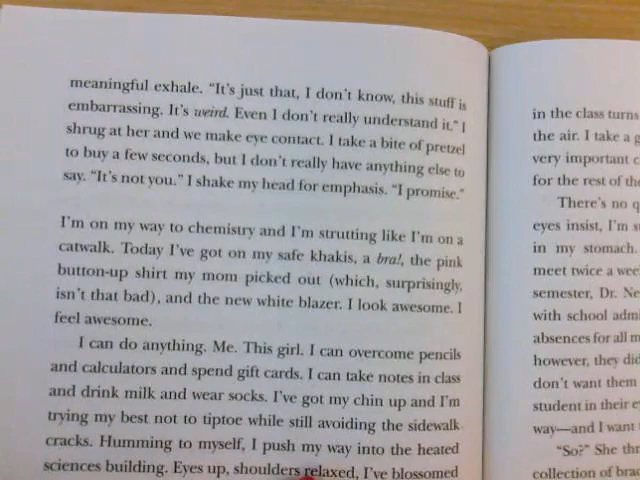 meaningful exhale. "It's just that, I don't know, this stuff is
embarrassing. It's weird. Even I don't really understand it." I
shrug at her and we make eye contact. I take a bite of pretzel
to buy a few seconds, but I don't really have anything else to
say. "It's not you." I shake my head for emphasis. "I promise."
I'm on my way to chemistry and I'm strutting like I'm on a
catwalk. Today I've got on my safe khakis, a bra!, the pink
button-up shirt my mom picked out (which, surprisingly,
isn't that bad), and the new white blazer. I look awesome. I
feel awesome.
I can do anything. Me. This girl. I can overcome pencils
and calculators and spend gift cards. I can take notes in class
and drink milk and wear socks. I've got my chin up and I'm
trying my best not to tiptoe while still avoiding the sidewalk
cracks. Humming to myself, I push my way into the heated
sciences building. Eyes up, shoulders relaxed, I've blossomed
in the class turns
the air. I take a
very important
for the rest of
There's no
eyes insist, I'm
in my stomach.
meet twice a
semester, Dr.
with school
absences for all
however, they
don't want them
student in their
way—and I want
"So?" She
collection of